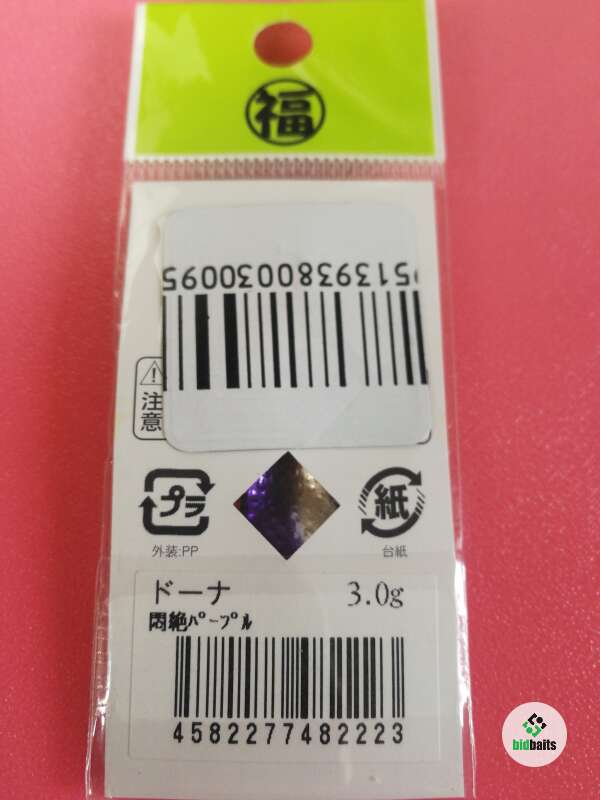 福
注
意
プラ
紙
外装:PP
台紙
ドーナ 3.0g
悶絶パープル
4582277482223
bidbaits